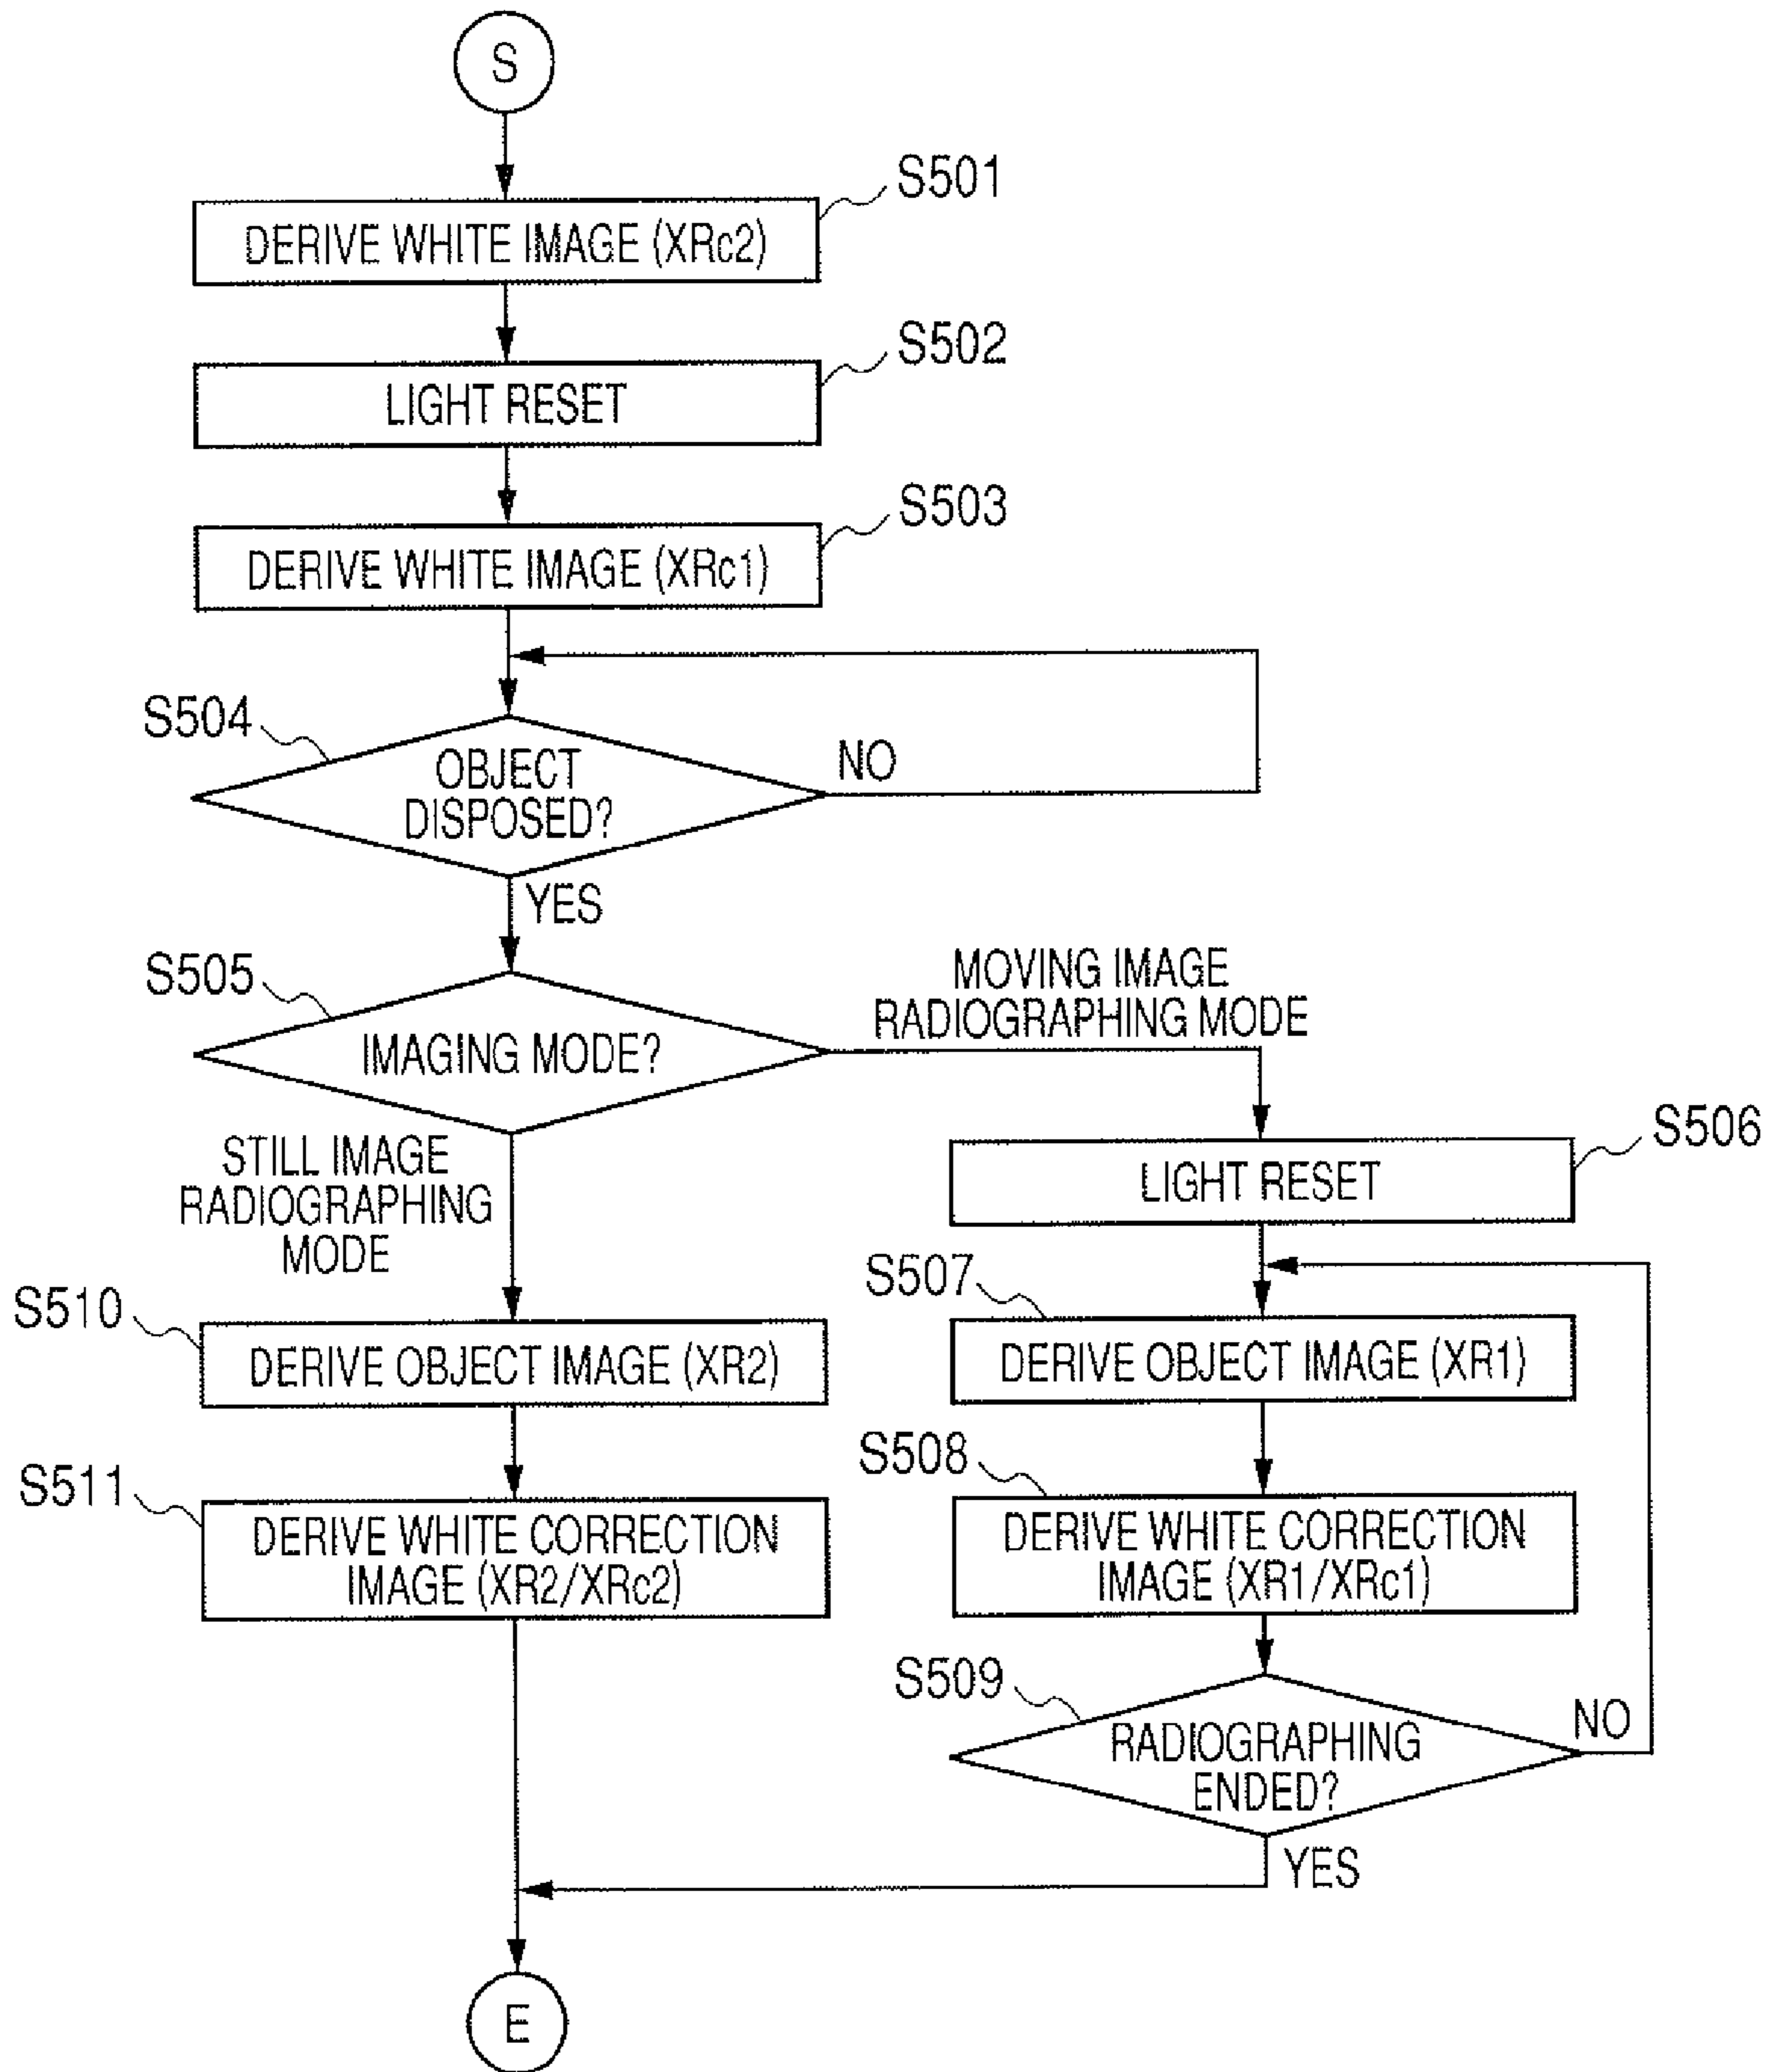 S
S501
DERIVE WHITE IMAGE (XRc2)
S502
LIGHT RESET
S503
DERIVE WHITE IMAGE (XRc1)
S504
OBJECT
DISPOSED?
NO
YES
S505
IMAGING MODE?
MOVING IMAGE
RADIOGRAPHING MODE
STILL IMAGE
RADIOGRAPHING
MODE
S506
LIGHT RESET
S507
DERIVE OBJECT IMAGE (XR1)
S510
DERIVE OBJECT IMAGE (XR2)
S508
DERIVE WHITE CORRECTION
IMAGE (XR1/XRc1)
S511
DERIVE WHITE CORRECTION
IMAGE (XR2/XRc2)
S509
RADIOGRAPHING
ENDED?
NO
YES
E